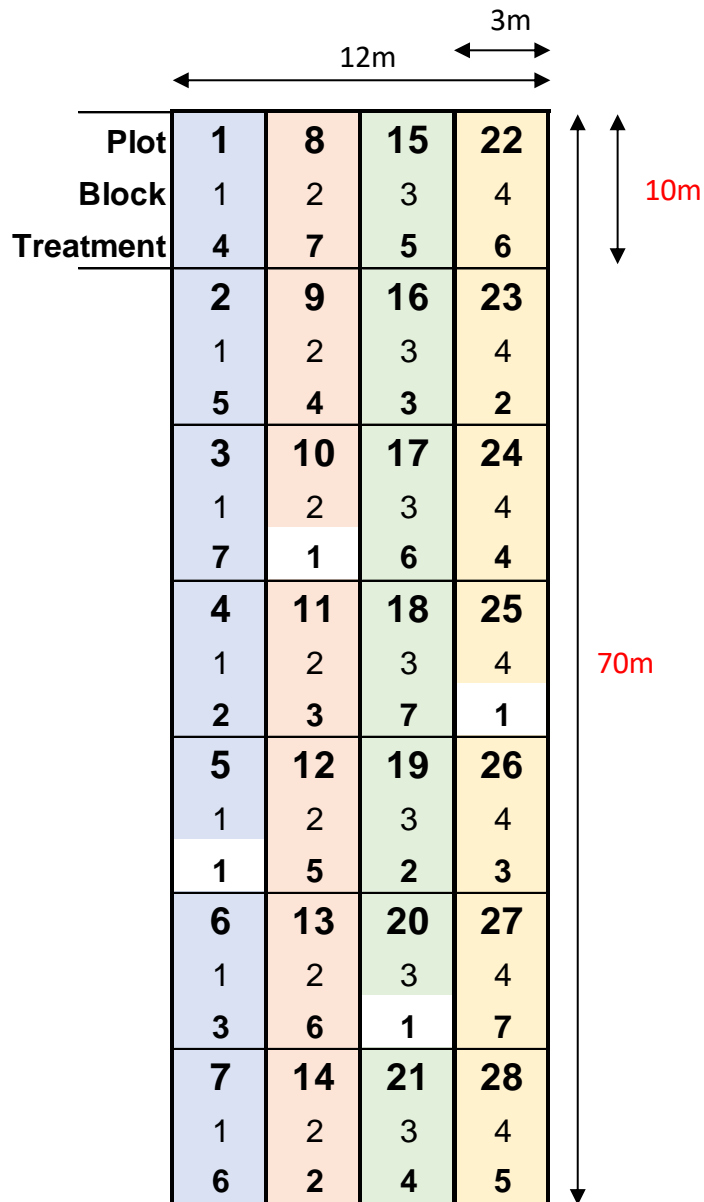 3m
12m
Plot 1 8 15 22
Block 1 2 3 4 10m
Treatment 4 7 5 6
2 9 16 23
1 2 3 4
5 4 3 2
3 10 17 24
1 2 3 4
7 1 6 4
4 11 18 25
1 2 3 4 70m
2 3 7 1
5 12 19 26
1 2 3 4
1 5 2 3
6 13 20 27
1 2 3 4
3 6 1 7
7 14 21 28
1 2 3 4
6 2 4 5